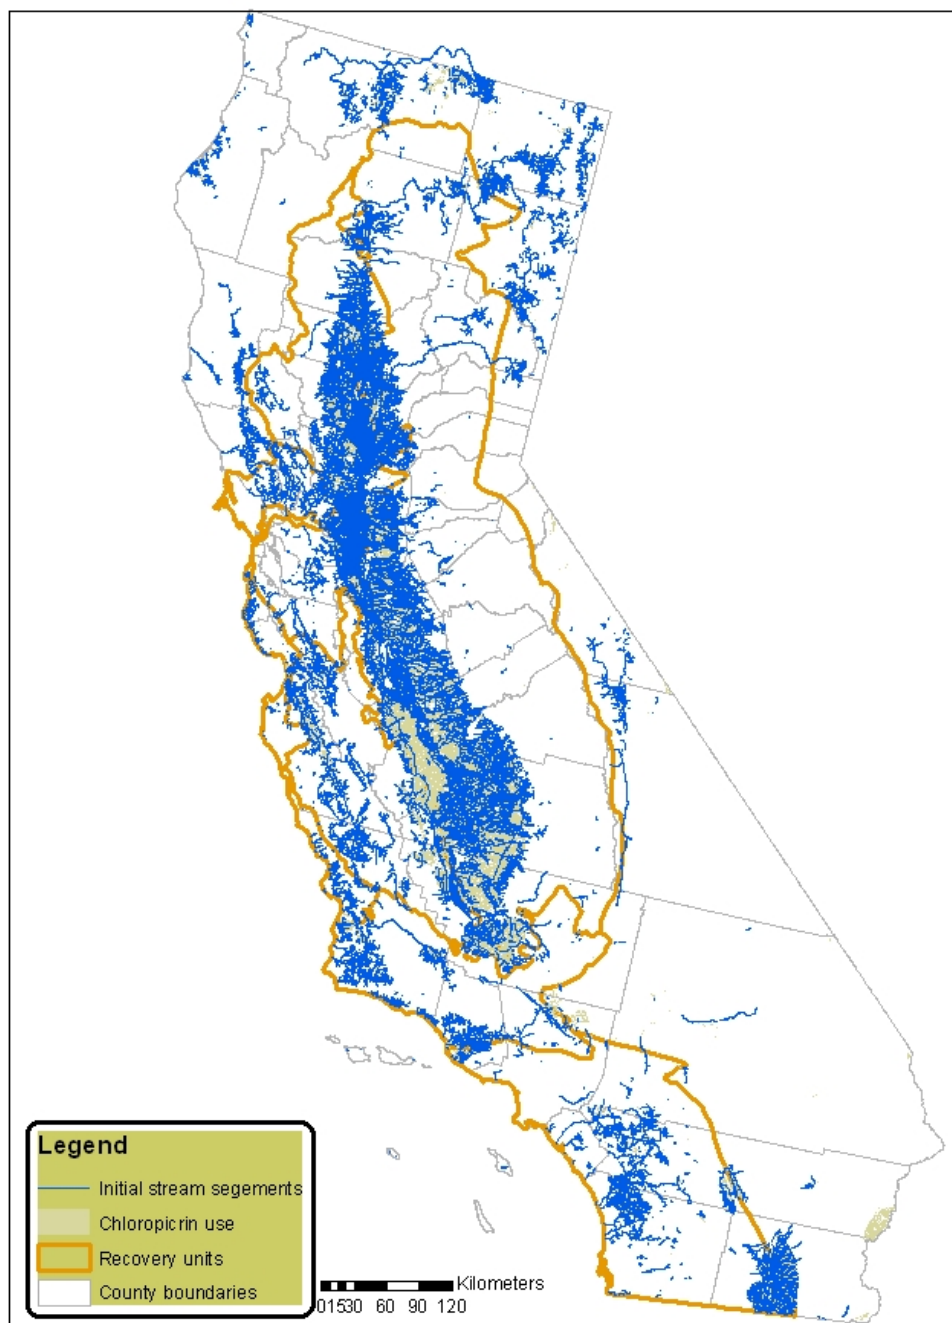 Legend
Initial stream segements
Chloropicrin use
Recovery units
County boundaries
Kilometers
01530 60 90 120